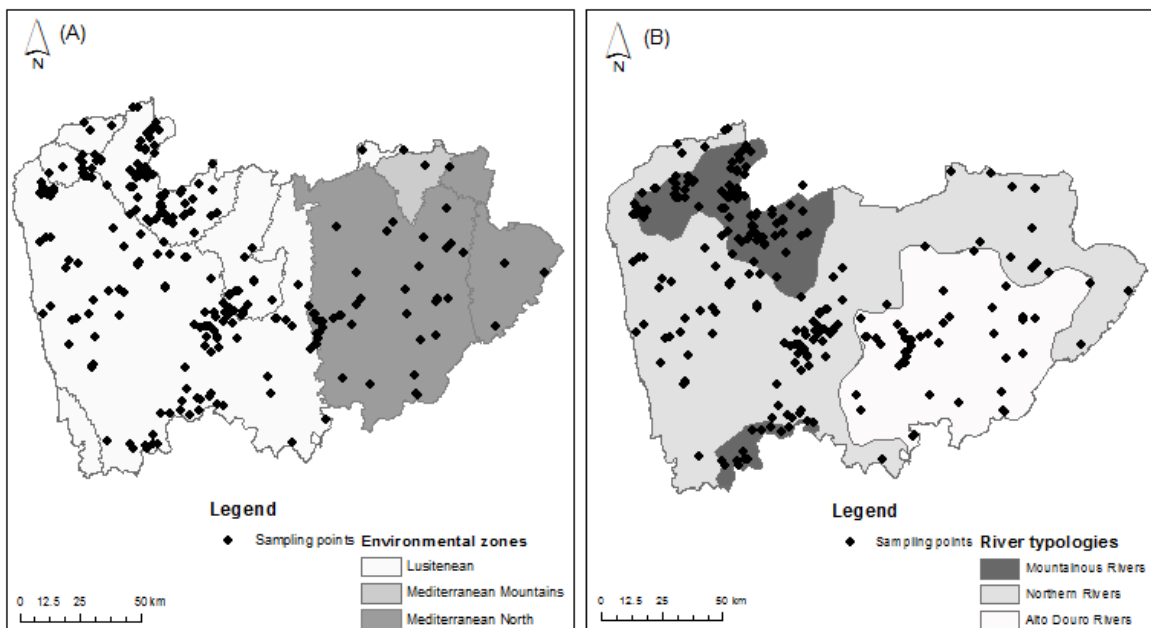 (A)
N
Legend
Sampling points
Environmental zones
Lusitenean
Mediterranean Mountains
Mediterranean North
0 12.5 25 50 km
(B)
N
Legend
Sampling points
River typologies
Mountainous Rivers
Northern Rivers
Alto Douro Rivers
0 12.5 25 50 km